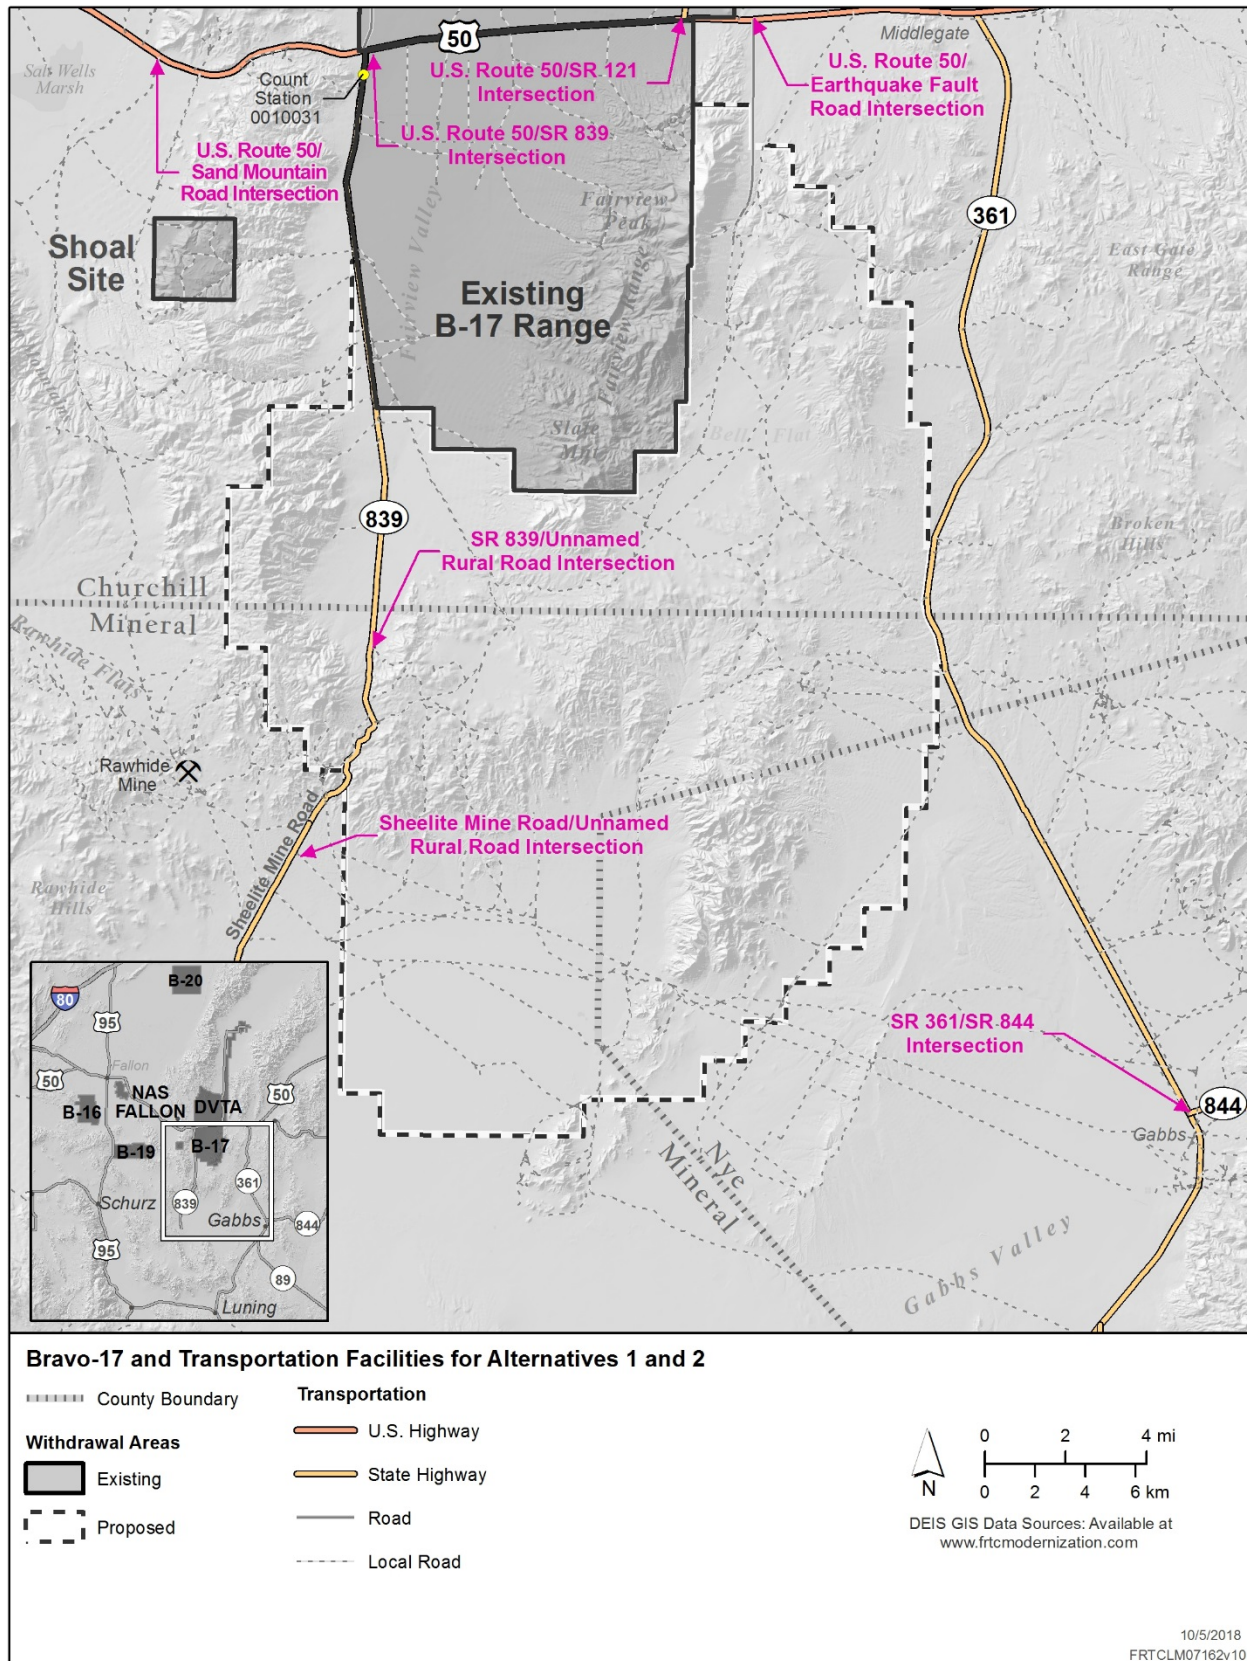 50
Middlegate
Salt Wells
Marsh
Count
Station
0010031
U.S. Route 50/SR 121
Intersection
U.S. Route 50/
Earthquake Fault
Road Intersection
U.S. Route 50/SR 839
Intersection
U.S. Route 50/
Sand Mountain
Road Intersection
Fairview Valley
Fairview
Peak
361
Shoal
Site
East Gate
Range
Existing
B-17 Range
Fairview Range
Mountains
Slate
Mtn
Bell Flat
839
Broken
Hills
SR 839/Unnamed
Rural Road Intersection
Churchill
Mineral
Rawhide Flats
Rawhide
Mine
Sheelite Mine Road
Sheelite Mine Road/Unnamed
Rural Road Intersection
Rawhide
Hills
SR 361/SR 844
Intersection
844
Gabbs
Nye
Mineral
Gabbs Valley
B-20
80
95
Fallon
50
NAS
FALLON
DVTA
50
B-16
B-19
B-17
361
839
Schurz
Gabbs
844
95
89
Luning
Bravo-17 and Transportation Facilities for Alternatives 1 and 2
County Boundary
Withdrawal Areas
Existing
Proposed
Transportation
U.S. Highway
State Highway
Road
Local Road
N
0 2 4 mi
0 2 4 6 km
DEIS GIS Data Sources: Available at
www.frtcmodernization.com
10/5/2018
FRTCLM07162v10